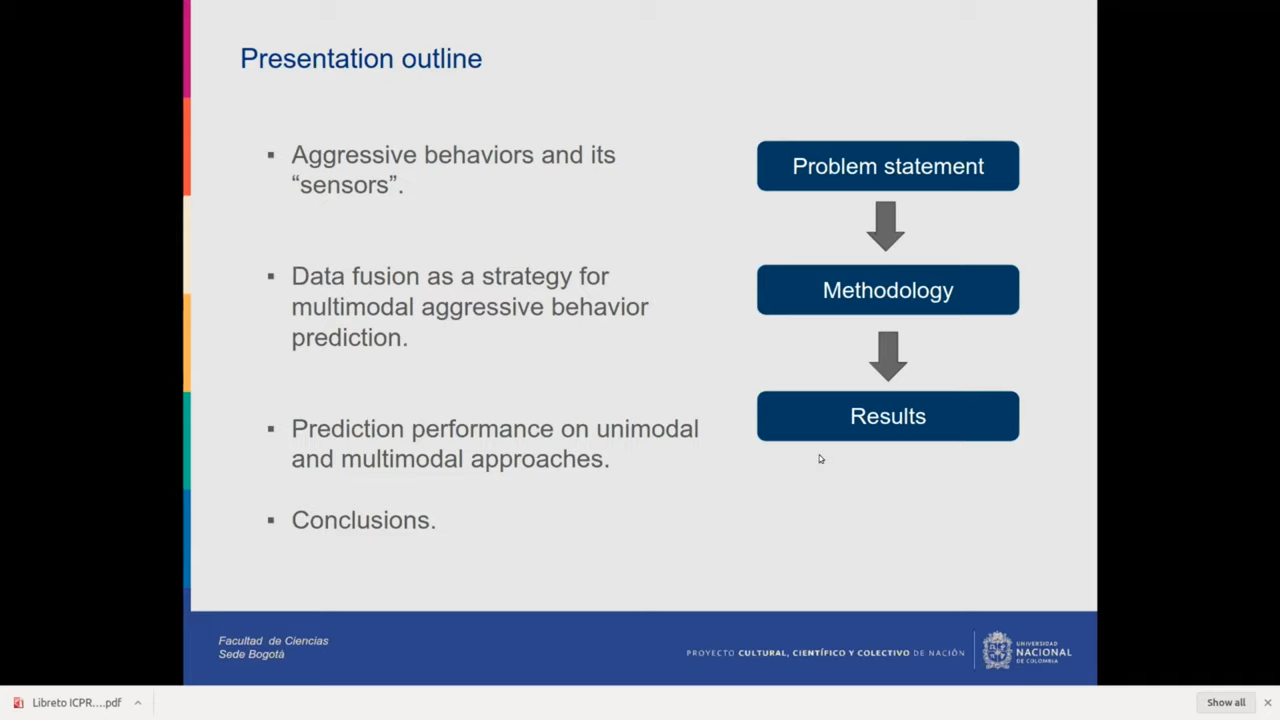 Presentation outline
▪ Aggressive behaviors and its
“sensors”.
▪ Data fusion as a strategy for
multimodal aggressive behavior
prediction.
▪ Prediction performance on unimodal
and multimodal approaches.
▪ Conclusions.
Problem statement
Methodology
Results
Facultad de Ciencias
Sede Bogotá
PROYECTO CULTURAL, CIENTÍFICO Y COLECTIVO DE NACIÓN
UNIVERSIDAD
NACIONAL
DE COLOMBIA
Libreto ICPR....pdf
Show all